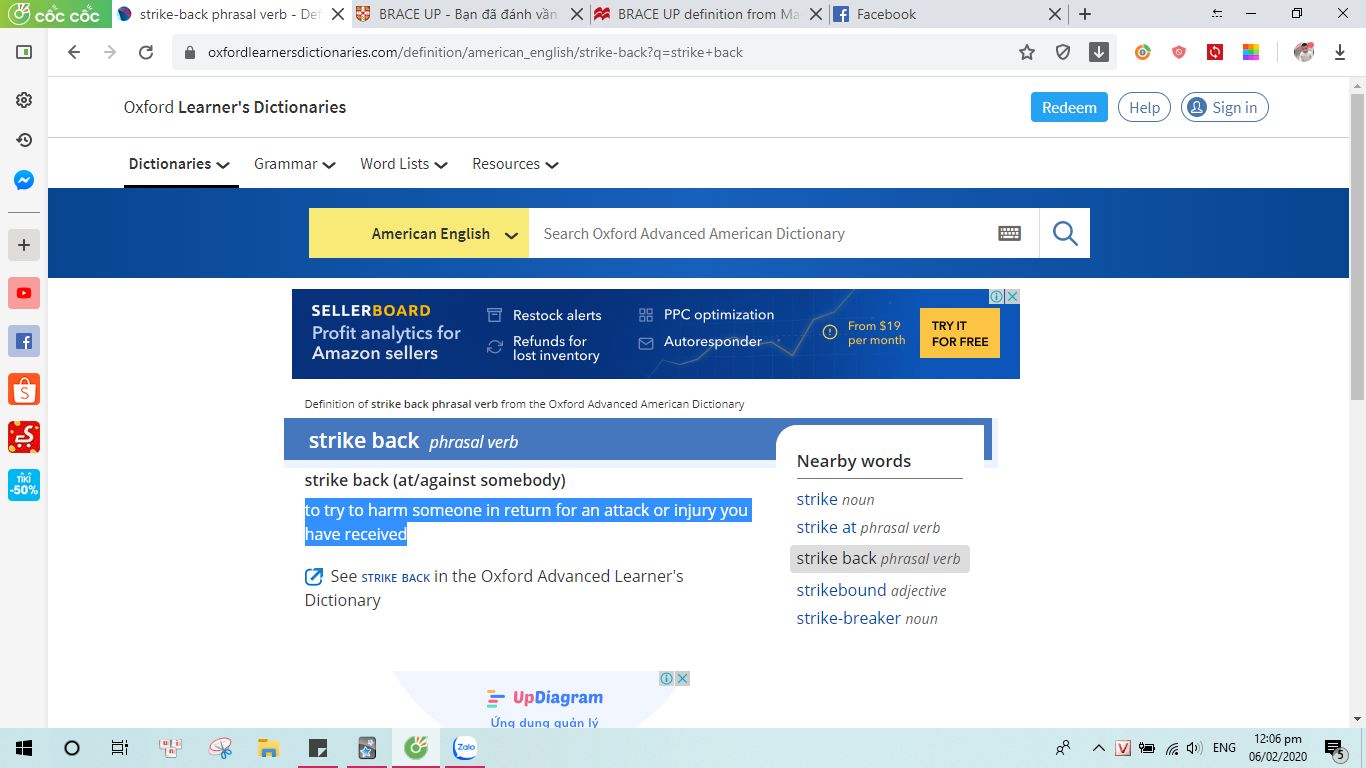 cốc cốc
strike-back phrasal verb - Def
BRACE UP - Bạn đã đánh vần
BRACE UP definition from Ma
Facebook
oxfordlearnersdictionaries.com/definition/american_english/strike-back?q=strike+back
Oxford Learner's Dictionaries
Redeem
Help
Sign in
Dictionaries
Grammar
Word Lists
Resources
American English
Search Oxford Advanced American Dictionary
SELLERBOARD
Profit analytics for
Amazon sellers
Restock alerts
Refunds for
lost inventory
PPC optimization
Autoresponder
From $19
per month
TRY IT
FOR FREE
Definition of strike back phrasal verb from the Oxford Advanced American Dictionary
strike back phrasal verb
strike back (at/against somebody)
to try to harm someone in return for an attack or injury you
have received
See STRIKE BACK in the Oxford Advanced Learner's
Dictionary
Nearby words
strike noun
strike at phrasal verb
strike back phrasal verb
strikebound adjective
strike-breaker noun
UpDiagram
Ứng dụng quản lý
TIKI
-50%
Zalo
V
ENG
12:06 pm
06/02/2020
5